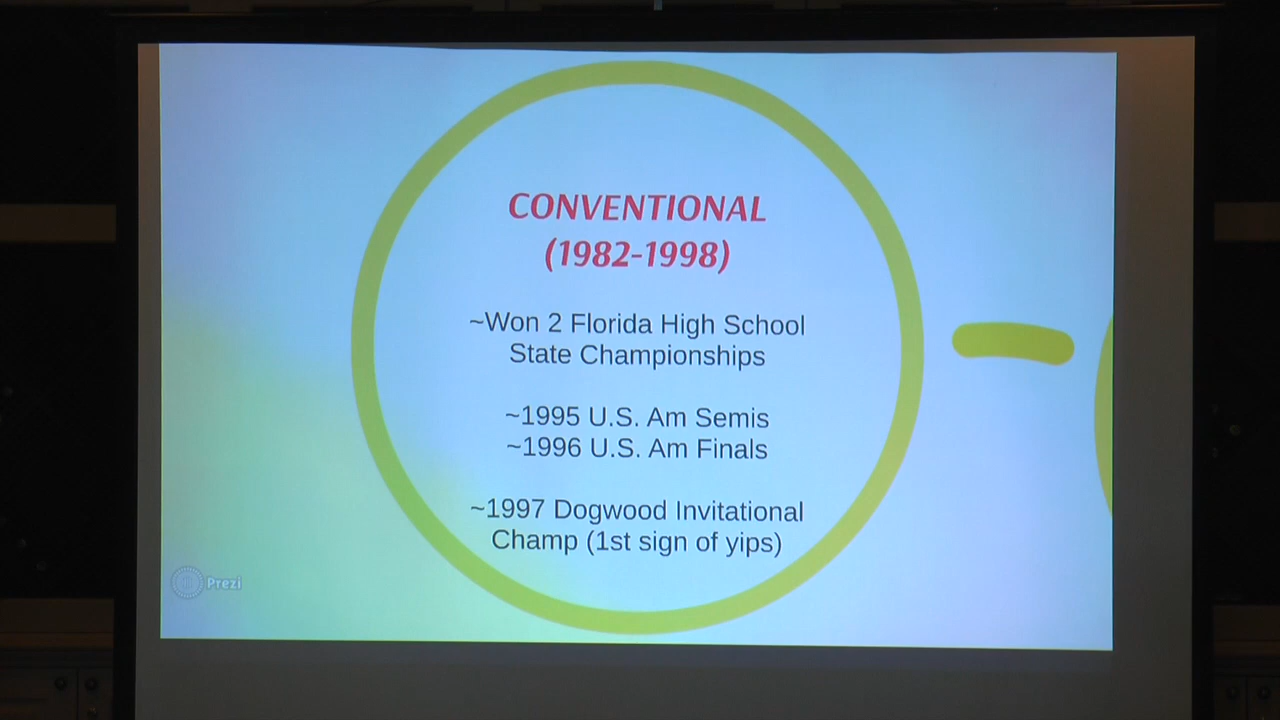 CONVENTIONAL
(1982-1998)
~Won 2 Florida High School
State Championships
~1995 U.S. Am Semis
~1996 U.S. Am Finals
~1997 Dogwood Invitational
Champ (1st sign of yips)
Prezi